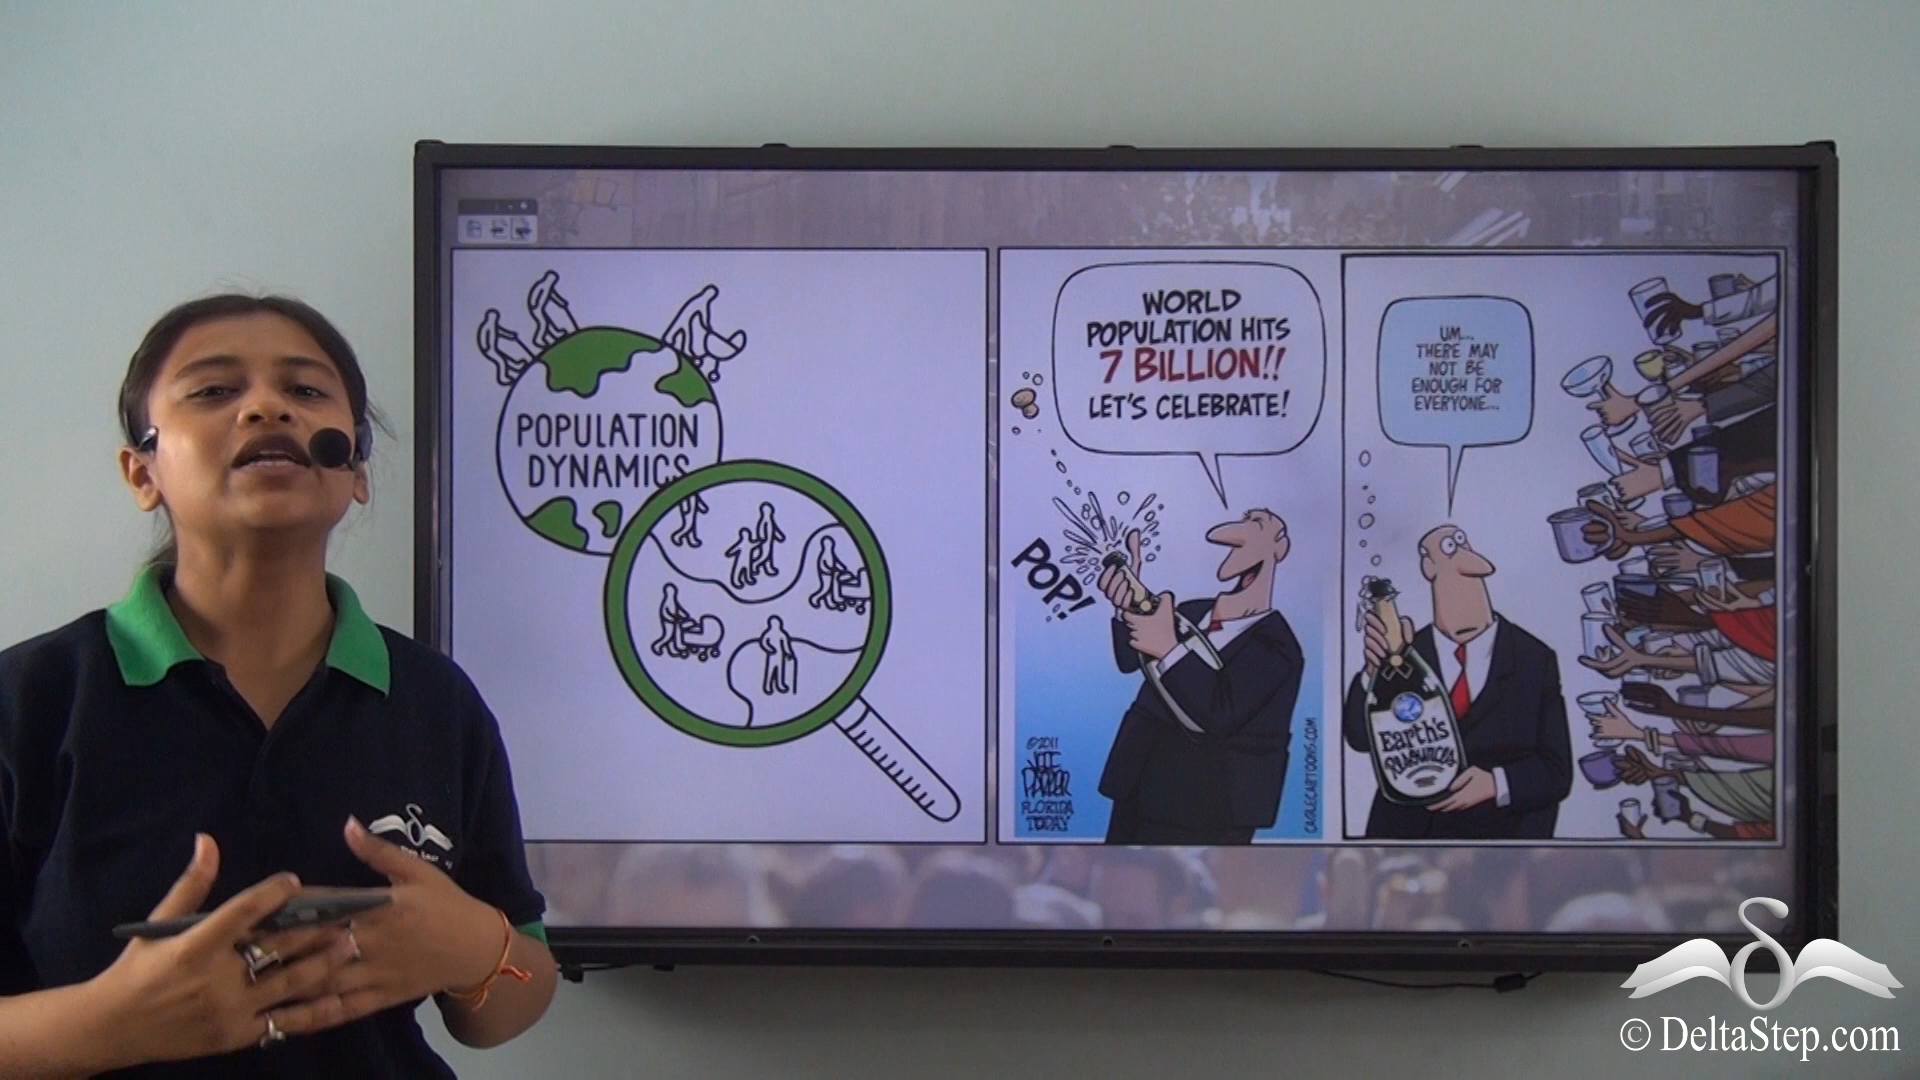 POPULATION
DYNAMICS
WORLD
POPULATION HITS
7 BILLION!!
LET'S CELEBRATE!
POP!
©2011
FLORIDA
TODAY
CAGLECARTOONS.COM
UM...
THERE MAY
NOT BE
ENOUGH FOR
EVERYONE...
Earth's
Resources
© DeltaStep.com